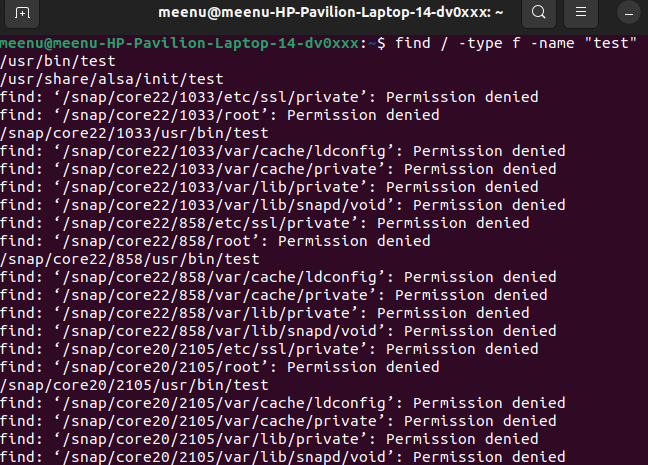 meenu@meenu-HP-Pavilion-Laptop-14-dv0xxx: ~
meenu@meenu-HP-Pavilion-Laptop-14-dv0xxx:~$ find / -type f -name "test"
/usr/bin/test
/usr/share/alsa/init/test
find: ‘/snap/core22/1033/etc/ssl/private’: Permission denied
find: ‘/snap/core22/1033/root’: Permission denied
/snap/core22/1033/usr/bin/test
find: ‘/snap/core22/1033/var/cache/ldconfig’: Permission denied
find: ‘/snap/core22/1033/var/cache/private’: Permission denied
find: ‘/snap/core22/1033/var/lib/private’: Permission denied
find: ‘/snap/core22/1033/var/lib/snapd/void’: Permission denied
find: ‘/snap/core22/858/etc/ssl/private’: Permission denied
find: ‘/snap/core22/858/root’: Permission denied
/snap/core22/858/usr/bin/test
find: ‘/snap/core22/858/var/cache/ldconfig’: Permission denied
find: ‘/snap/core22/858/var/cache/private’: Permission denied
find: ‘/snap/core22/858/var/lib/private’: Permission denied
find: ‘/snap/core22/858/var/lib/snapd/void’: Permission denied
find: ‘/snap/core20/2105/etc/ssl/private’: Permission denied
find: ‘/snap/core20/2105/root’: Permission denied
/snap/core20/2105/usr/bin/test
find: ‘/snap/core20/2105/var/cache/ldconfig’: Permission denied
find: ‘/snap/core20/2105/var/cache/private’: Permission denied
find: ‘/snap/core20/2105/var/lib/private’: Permission denied
find: ‘/snap/core20/2105/var/lib/snapd/void’: Permission denied